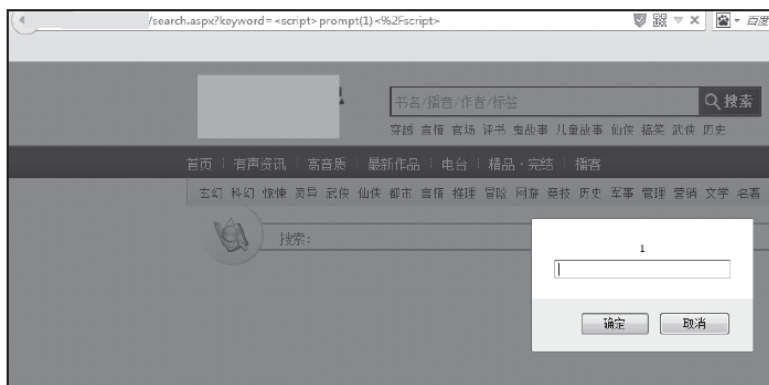 /search.aspx?keyword=<script>prompt(1)<%2Fscript> 百度
书名/播音/作者/标签 搜索
穿越 言情 官场 评书 鬼故事 儿童故事 仙侠 搞笑 武侠 历史
首页 | 有声资讯 | 高音质 | 最新作品 | 电台 | 精品·完结 | 播客
玄幻 科幻 惊悚 灵异 武侠 仙侠 都市 言情 推理 冒险 网游 竞技 历史 军事 管理 营销 文学 名著
搜索：
1
确定 取消